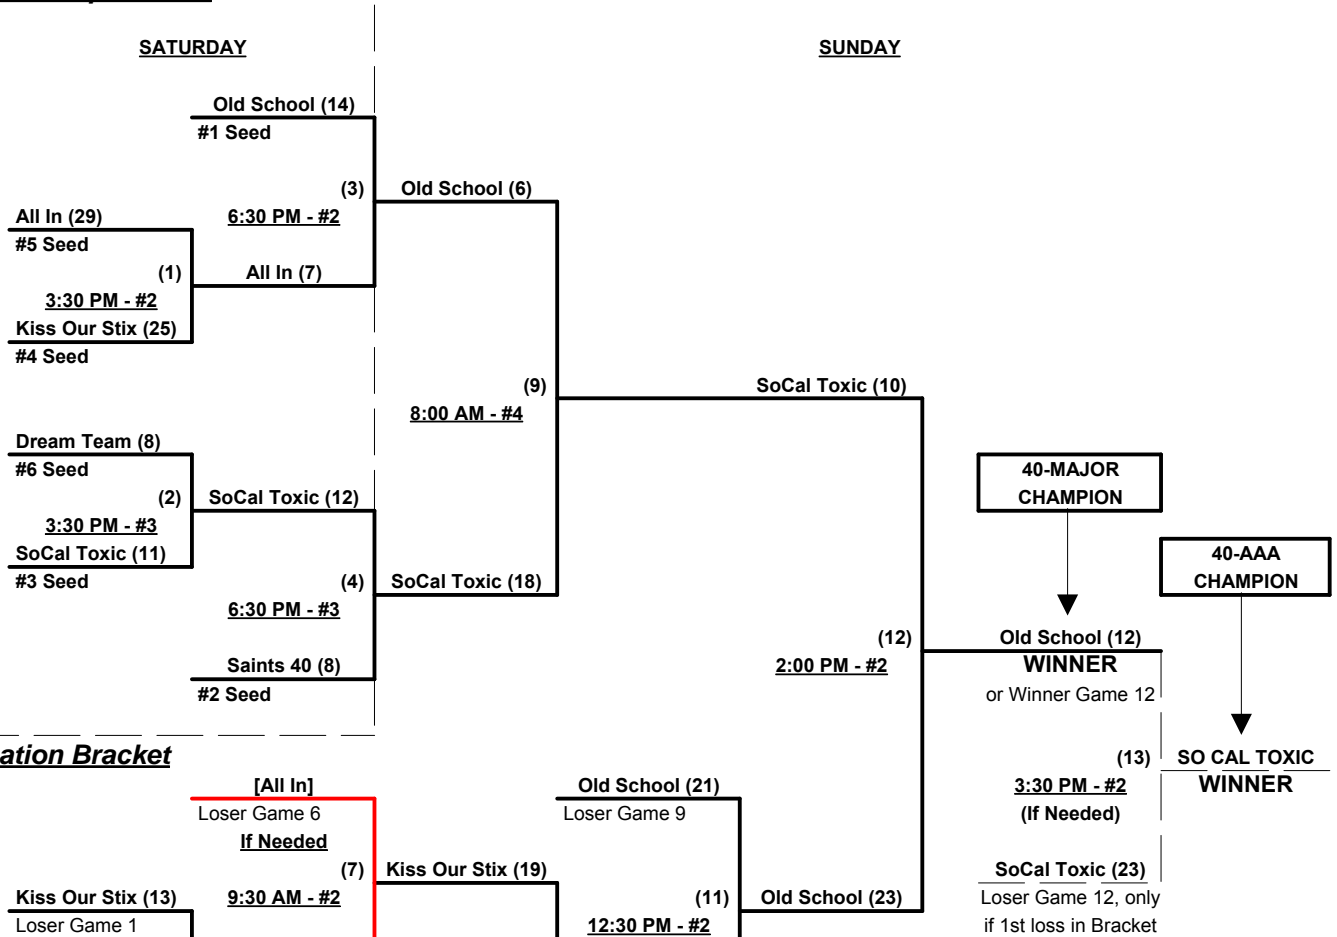 SATURDAY
SUNDAY
Old School (14)
#1 Seed
(3)
Old School (6)
6:30 PM - #2
All In (29)
#5 Seed
(1)
All In (7)
3:30 PM - #2
Kiss Our Stix (25)
#4 Seed
(9)
SoCal Toxic (10)
8:00 AM - #4
Dream Team (8)
#6 Seed
(2)
SoCal Toxic (12)
3:30 PM - #3
SoCal Toxic (11)
#3 Seed
(4)
SoCal Toxic (18)
6:30 PM - #3
Saints 40 (8)
#2 Seed
40-MAJOR
CHAMPION
40-AAA
CHAMPION
(12)
Old School (12)
2:00 PM - #2
WINNER
or Winner Game 12
ation Bracket
(13)
SO CAL TOXIC
3:30 PM - #2
WINNER
(If Needed)
[All In]
Loser Game 6
If Needed
Old School (21)
Loser Game 9
(7)
Kiss Our Stix (19)
9:30 AM - #2
Kiss Our Stix (13)
Loser Game 1
(11)
Old School (23)
12:30 PM - #2
SoCal Toxic (23)
Loser Game 12, only
if 1st loss in Bracket